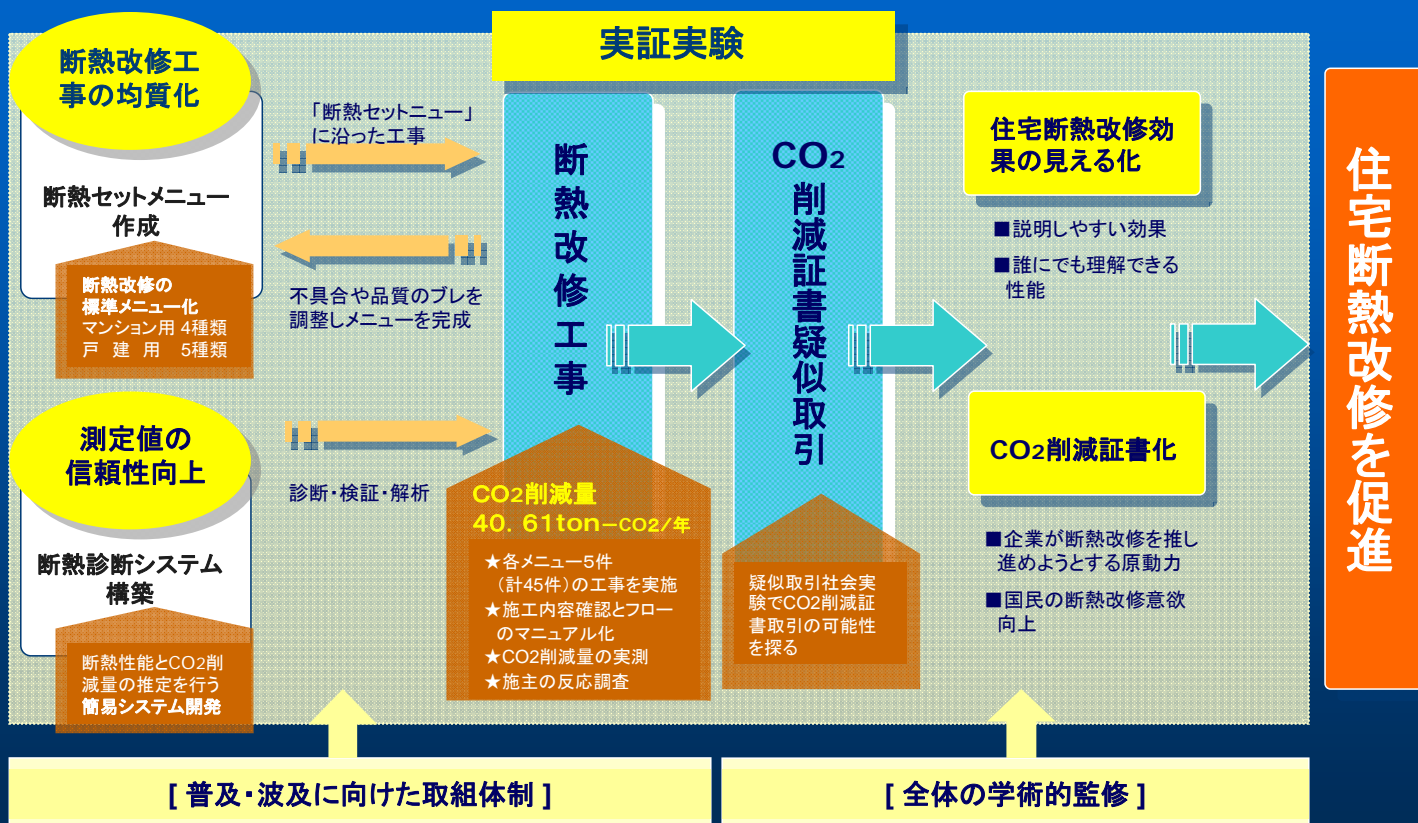 実証実験
断熱改修工
事の均質化
断熱セットメニュー
作成
断熱改修の
標準メニュー化
マンション用 4種類
戸 建 用 5種類
「断熱セットニュー」
に沿った工事
不具合や品質のブレを
調整しメニューを完成
測定値の
信頼性向上
断熱診断システム
構築
断熱性能とCO2削
減量の推定を行う
簡易システム開発
診断・検証・解析
断熱改修工事
CO2削減量
40. 61ton−CO2/年
★各メニュー5件
(計45件)の工事を実施
★施工内容確認とフロー
のマニュアル化
★CO2削減量の実測
★施主の反応調査
CO2削減証書疑似取引
疑似取引社会実
験でCO2削減証
書取引の可能性
を探る
住宅断熱改修効
果の見える化
■説明しやすい効果
■誰にでも理解できる
性能
CO2削減証書化
■企業が断熱改修を推し
進めようとする原動力
■国民の断熱改修意欲
向上
住宅断熱改修を促進
[ 普及・波及に向けた取組体制 ]
[ 全体の学術的監修 ]